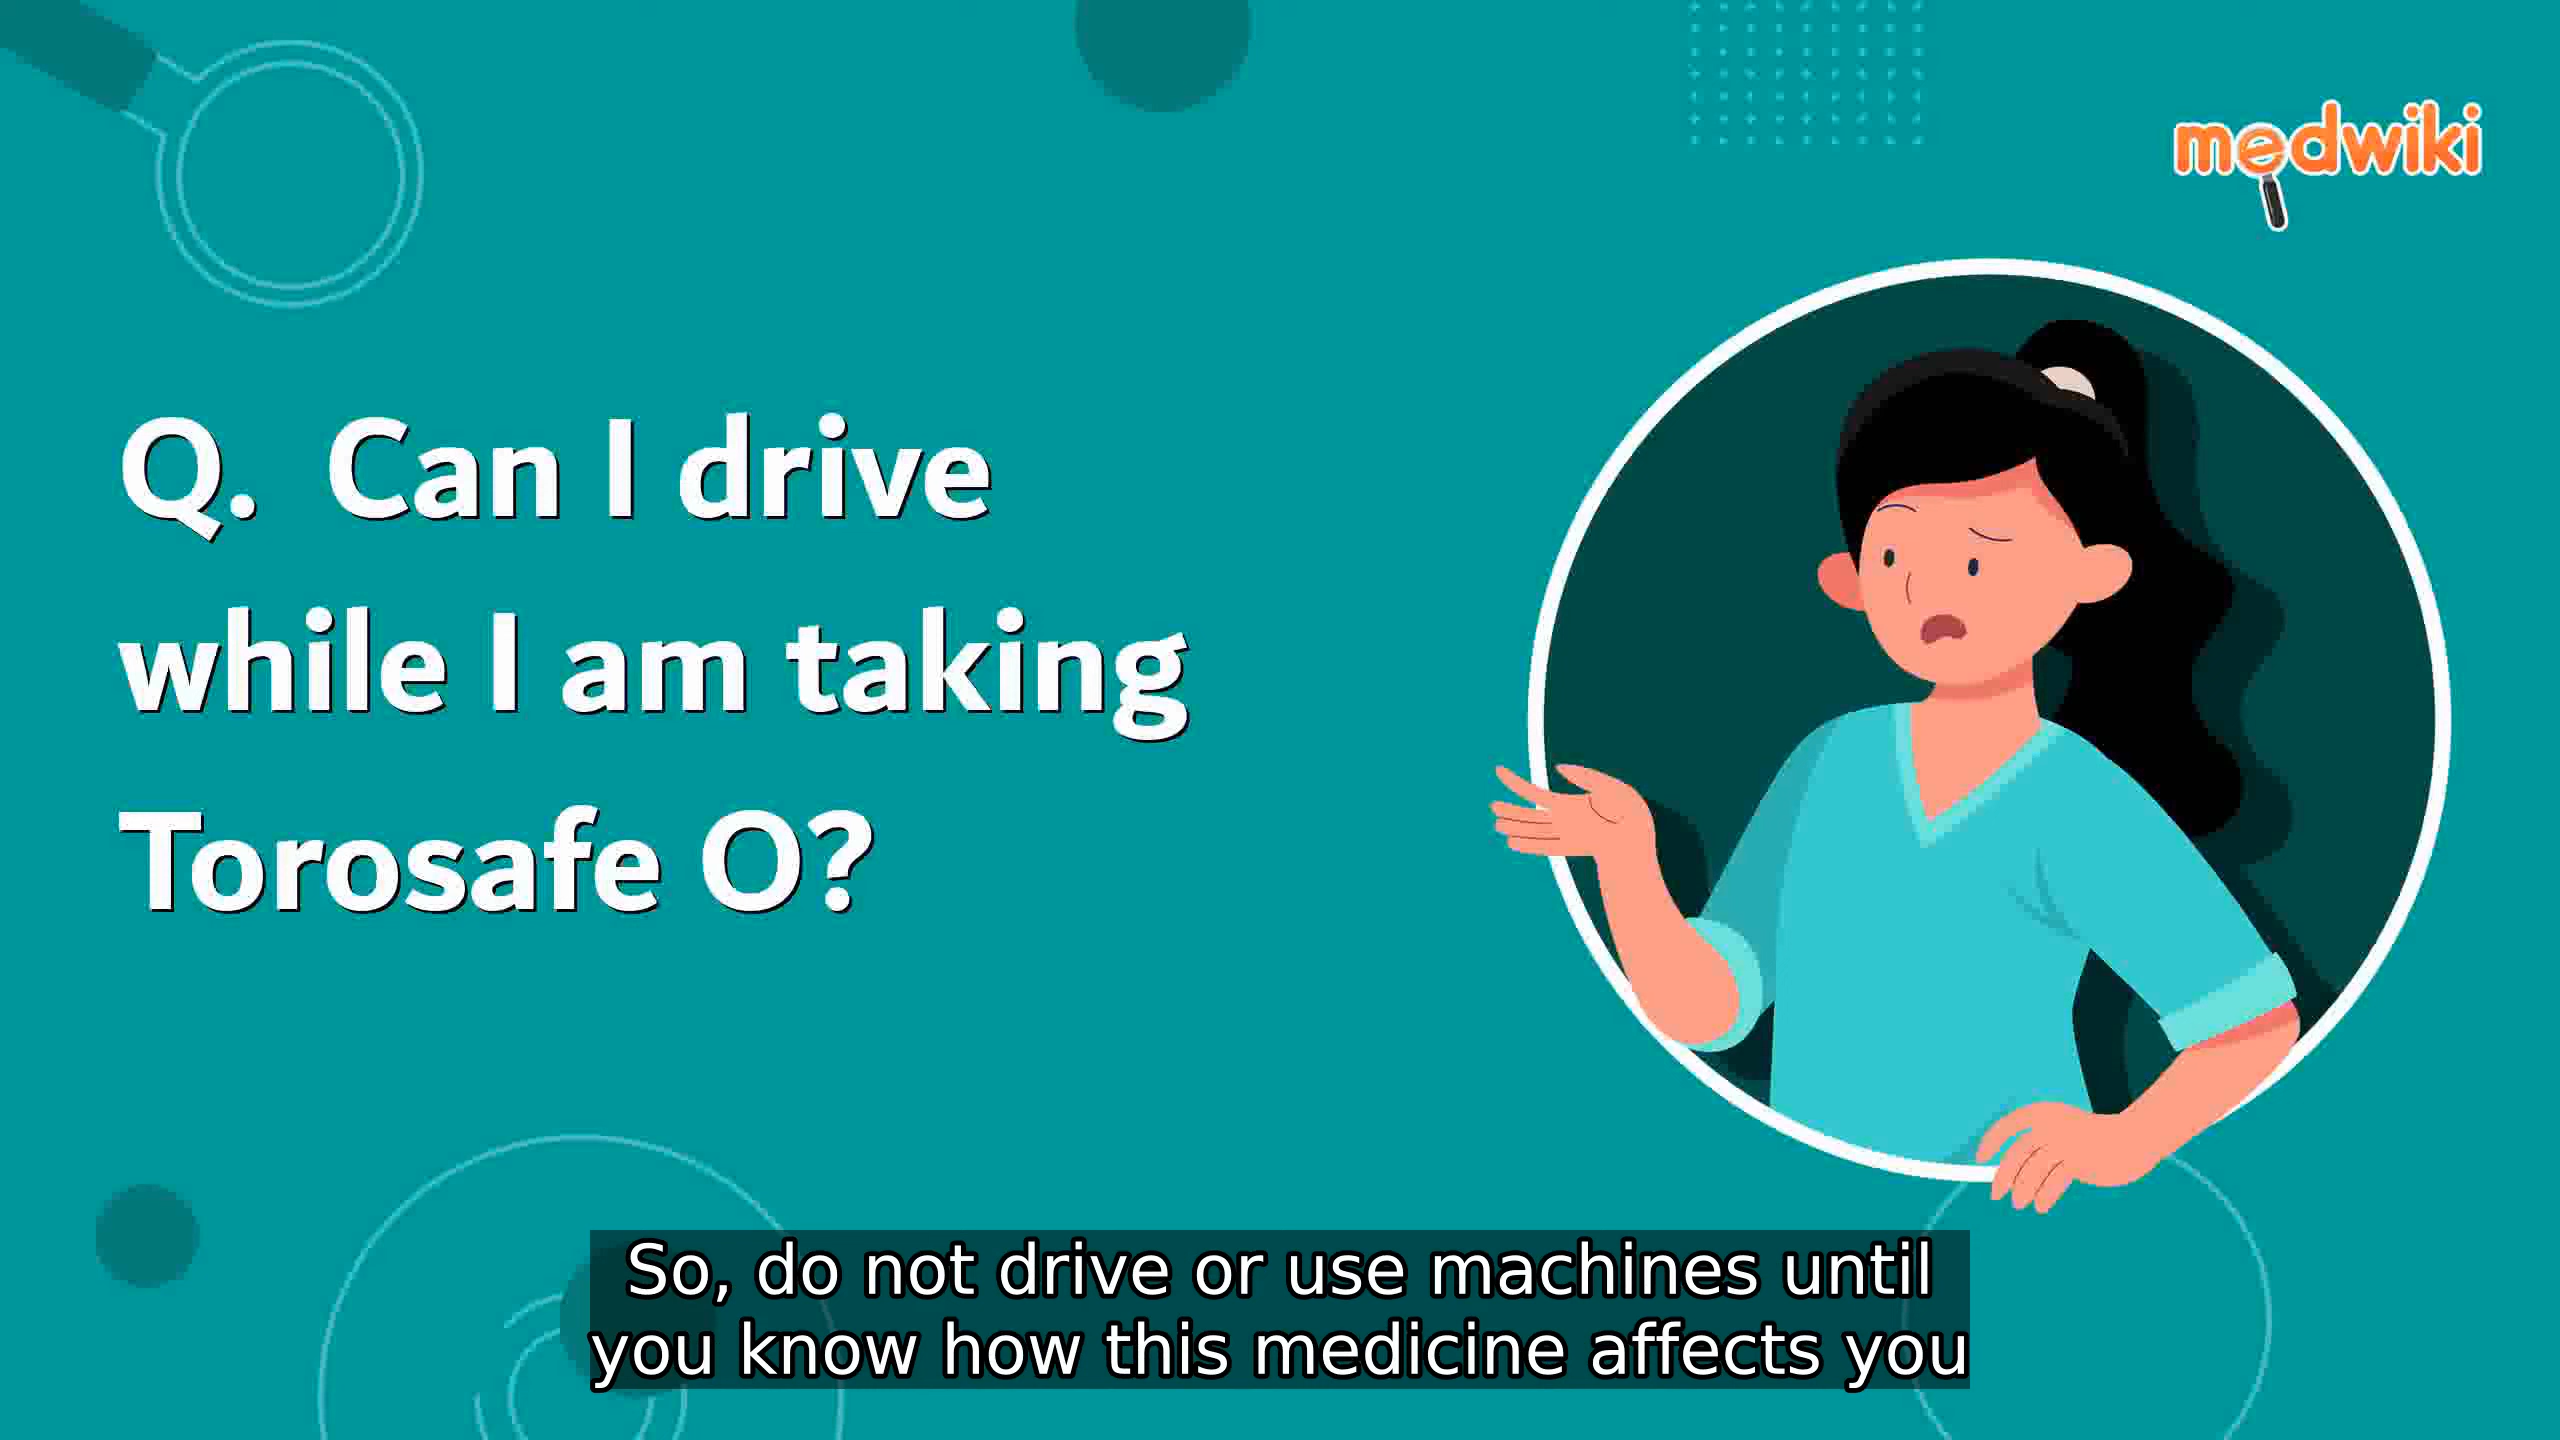 medwiki
Q. Can I drive
while I am taking
Torosafe O?
So, do not drive or use machines until
you know how this medicine affects you